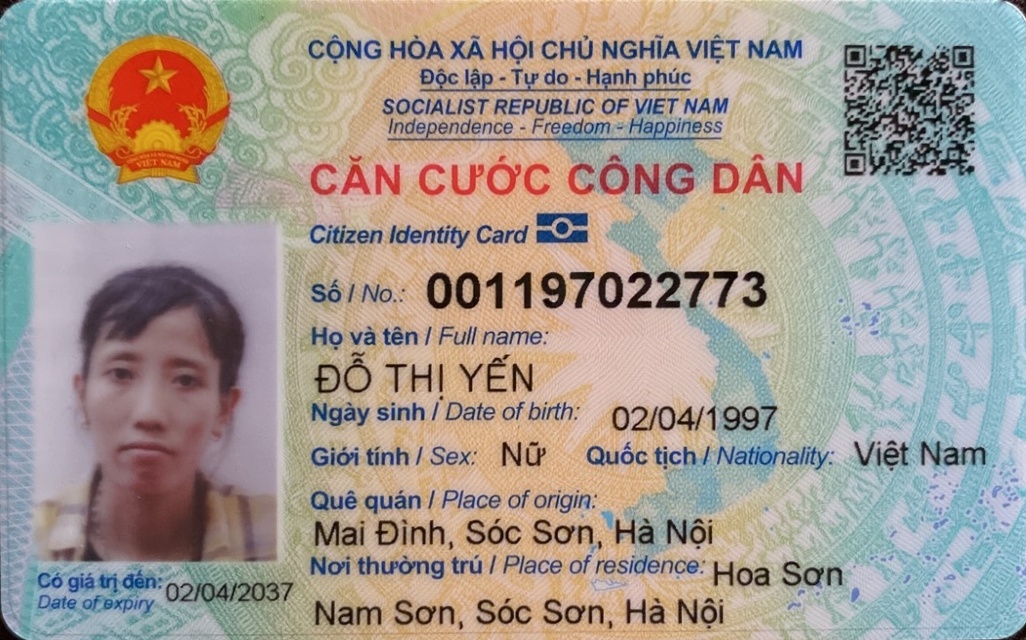 CỘNG HÒA XÃ HỘI CHỦ NGHĨA VIỆT NAM
Độc lập - Tự do - Hạnh phúc
SOCIALIST REPUBLIC OF VIET NAM
Independence - Freedom - Happiness
CĂN CƯỚC CÔNG DÂN
Citizen Identity Card
Số / No.: 001197022773
Họ và tên / Full name:
ĐỖ THỊ YẾN
Ngày sinh / Date of birth: 02/04/1997
Giới tính / Sex: Nữ Quốc tịch / Nationality: Việt Nam
Quê quán / Place of origin:
Mai Đình, Sóc Sơn, Hà Nội
Nơi thường trú / Place of residence: Hoa Sơn
Nam Sơn, Sóc Sơn, Hà Nội
Có giá trị đến: 02/04/2037
Date of expiry
VIỆT NAM